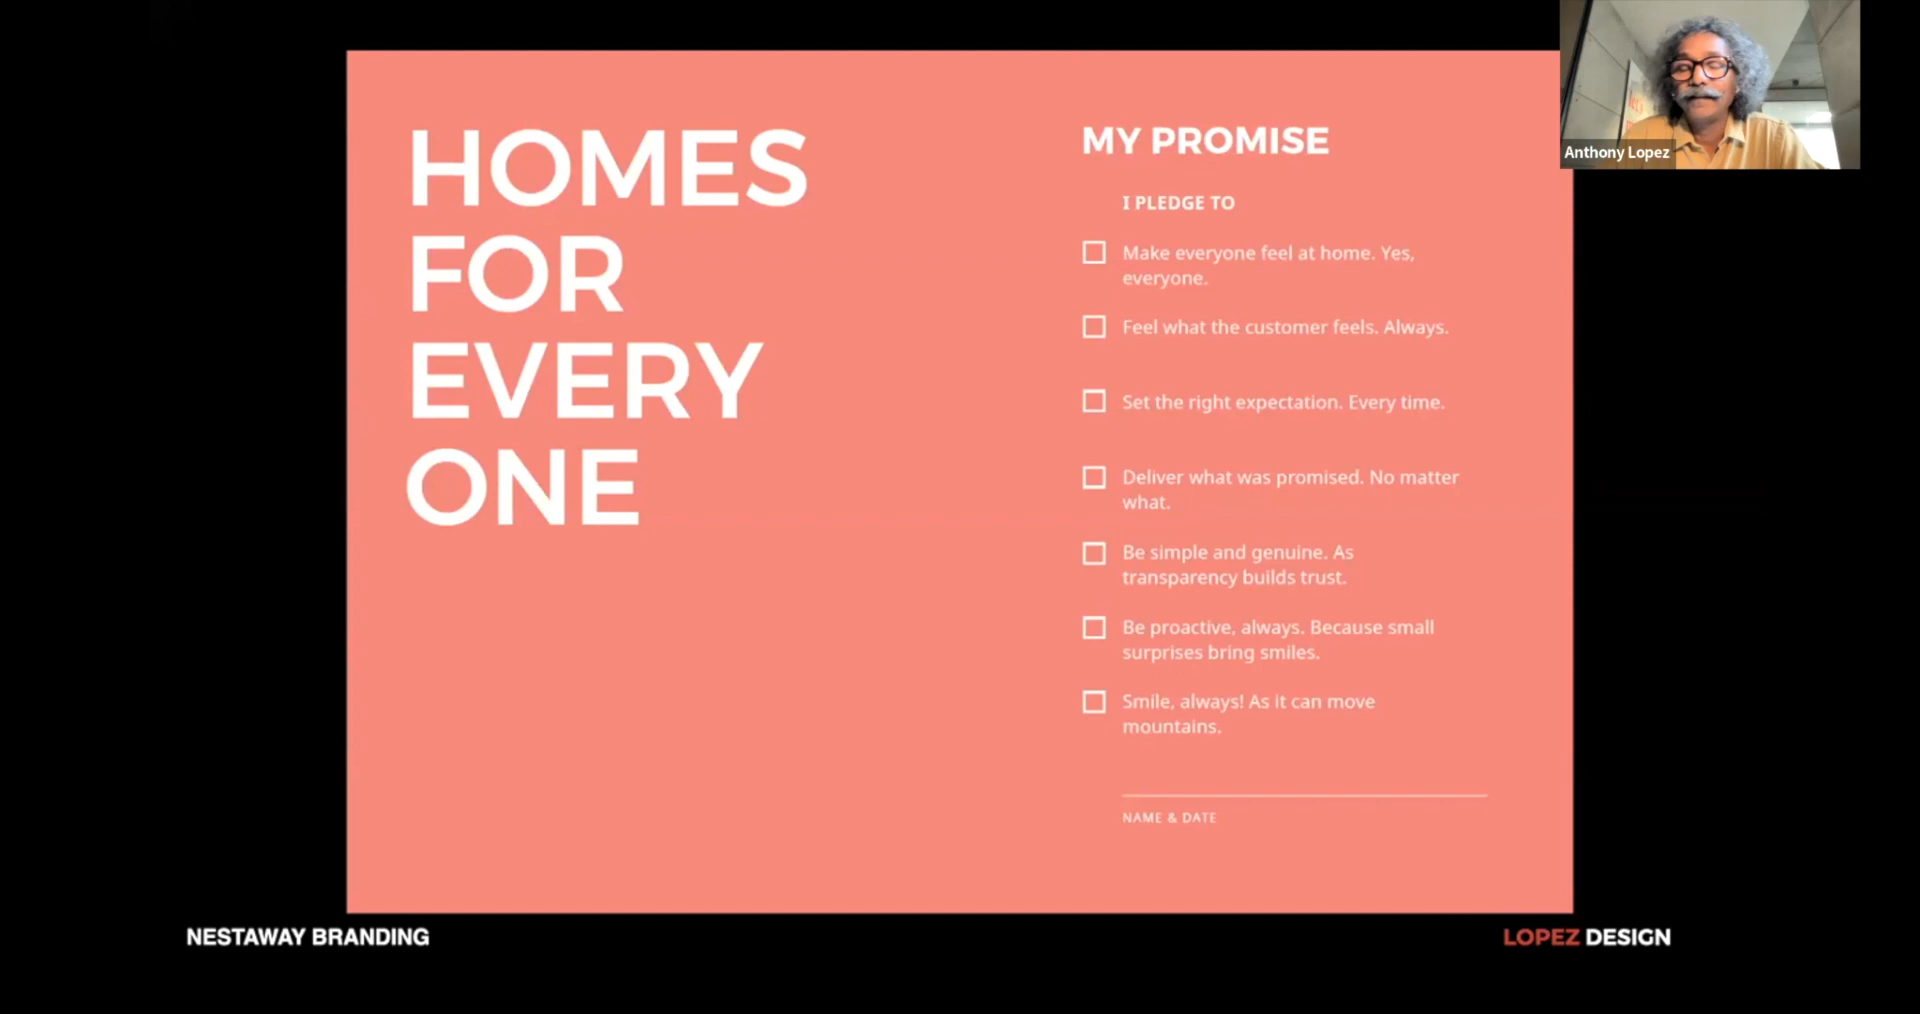 HOMES
FOR
EVERY
ONE
MY PROMISE
I PLEDGE TO
Make everyone feel at home. Yes,
everyone.
Feel what the customer feels. Always.
Set the right expectation. Every time.
Deliver what was promised. No matter
what.
Be simple and genuine. As
transparency builds trust.
Be proactive, always. Because small
surprises bring smiles.
Smile, always! As it can move
mountains.
NAME & DATE
Anthony Lopez
NESTAWAY BRANDING
LOPEZ DESIGN